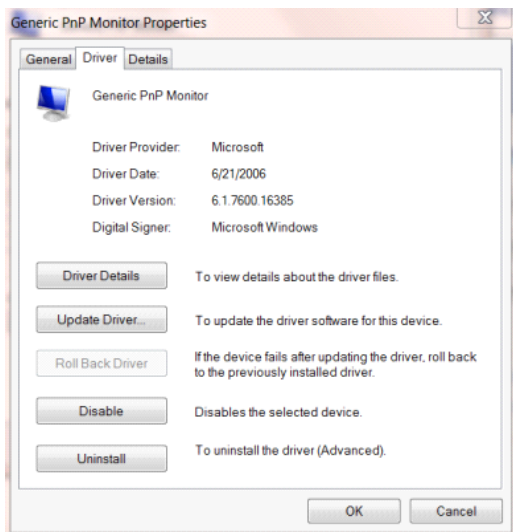 Generic PnP Monitor Properties
General Driver Details
Generic PnP Monitor
Driver Provider: Microsoft
Driver Date: 6/21/2006
Driver Version: 6.1.7600.16385
Digital Signer: Microsoft Windows
Driver Details To view details about the driver files.
Update Driver... To update the driver software for this device.
Roll Back Driver If the device fails after updating the driver, roll back
to the previously installed driver.
Disable Disables the selected device.
Uninstall To uninstall the driver (Advanced).
OK Cancel